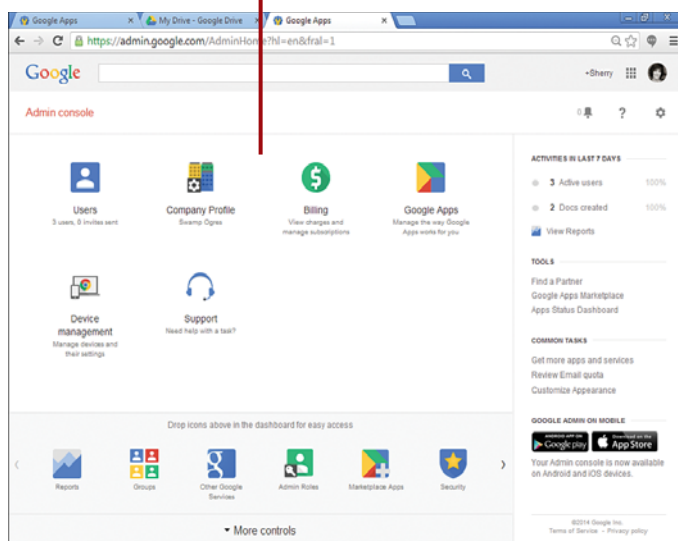 Google Apps
My Drive - Google Drive
Google Apps
https://admin.google.com/AdminHome?hl=en&fral=1
Google
+Sherry
Admin console
0
?
Users
3 users, 0 invites sent
Company Profile
Swamp Ogres
Billing
View charges and
manage subscriptions
Google Apps
Manage the way Google
Apps works for you
Device
management
Manage devices and
their settings
Support
Need help with a task?
Drop icons above in the dashboard for easy access
Reports
Groups
Other Google
Services
Admin Roles
Marketplace Apps
Security
More controls
ACTIVITIES IN LAST 7 DAYS
3 Active users 100%
2 Docs created 100%
View Reports
TOOLS
Find a Partner
Google Apps Marketplace
Apps Status Dashboard
COMMON TASKS
Get more apps and services
Review Email quota
Customize Appearance
GOOGLE ADMIN ON MOBILE
ANDROID APP ON
Google play
Download on the
App Store
Your Admin console is now available
on Android and iOS devices.
©2014 Google Inc.
Terms of Service - Privacy policy